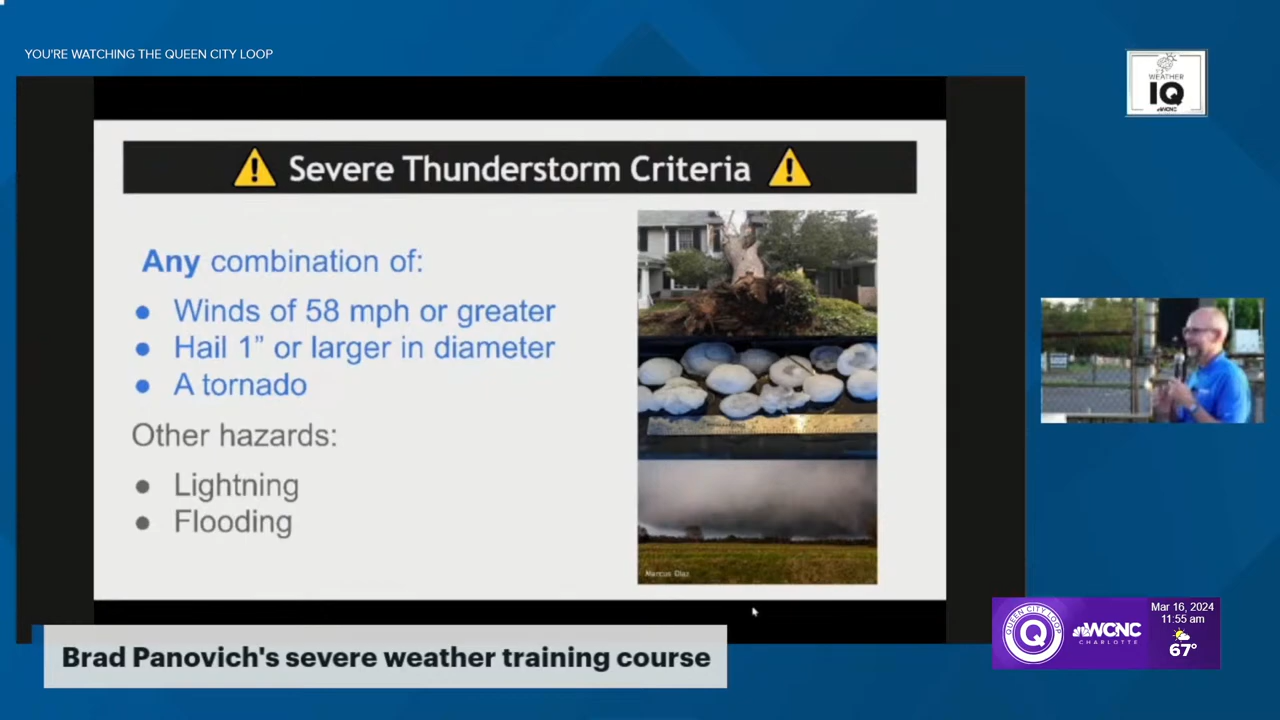 YOU'RE WATCHING THE QUEEN CITY LOOP
WEATHER
IQ
WCNC
Severe Thunderstorm Criteria
Any combination of:
● Winds of 58 mph or greater
● Hail 1” or larger in diameter
● A tornado
Other hazards:
● Lightning
● Flooding
Marcus Diaz
QUEEN CITY LOOP
Q
WCNC
CHARLOTTE
Mar 16, 2024
11:55 am
67°
Brad Panovich's severe weather training course